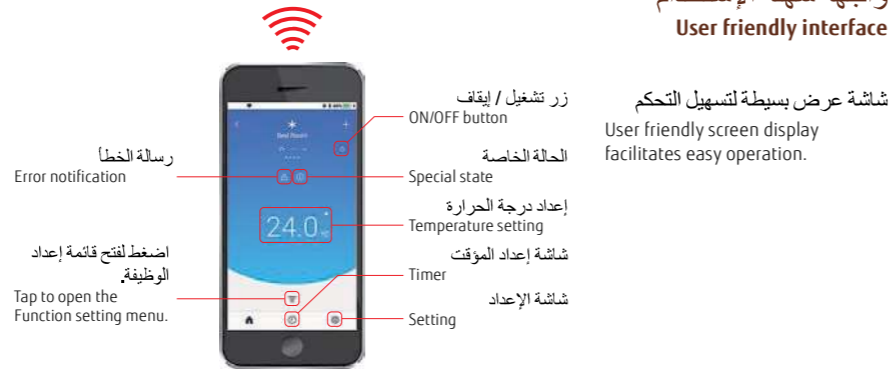 User friendly interface
شاشة عرض بسيطة لتسهيل التحكم
User friendly screen display
facilitates easy operation.
زر تشغيل / إيقاف
ON/OFF button
الحالة الخاصة
Special state
إعداد درجة الحرارة
Temperature setting
شاشة إعداد المؤقت
Timer
شاشة الإعداد
Setting
رسالة الخطأ
Error notification
اضغط لفتح قائمة إعداد
الوظيفة.
Tap to open the
Function setting menu.
24.0